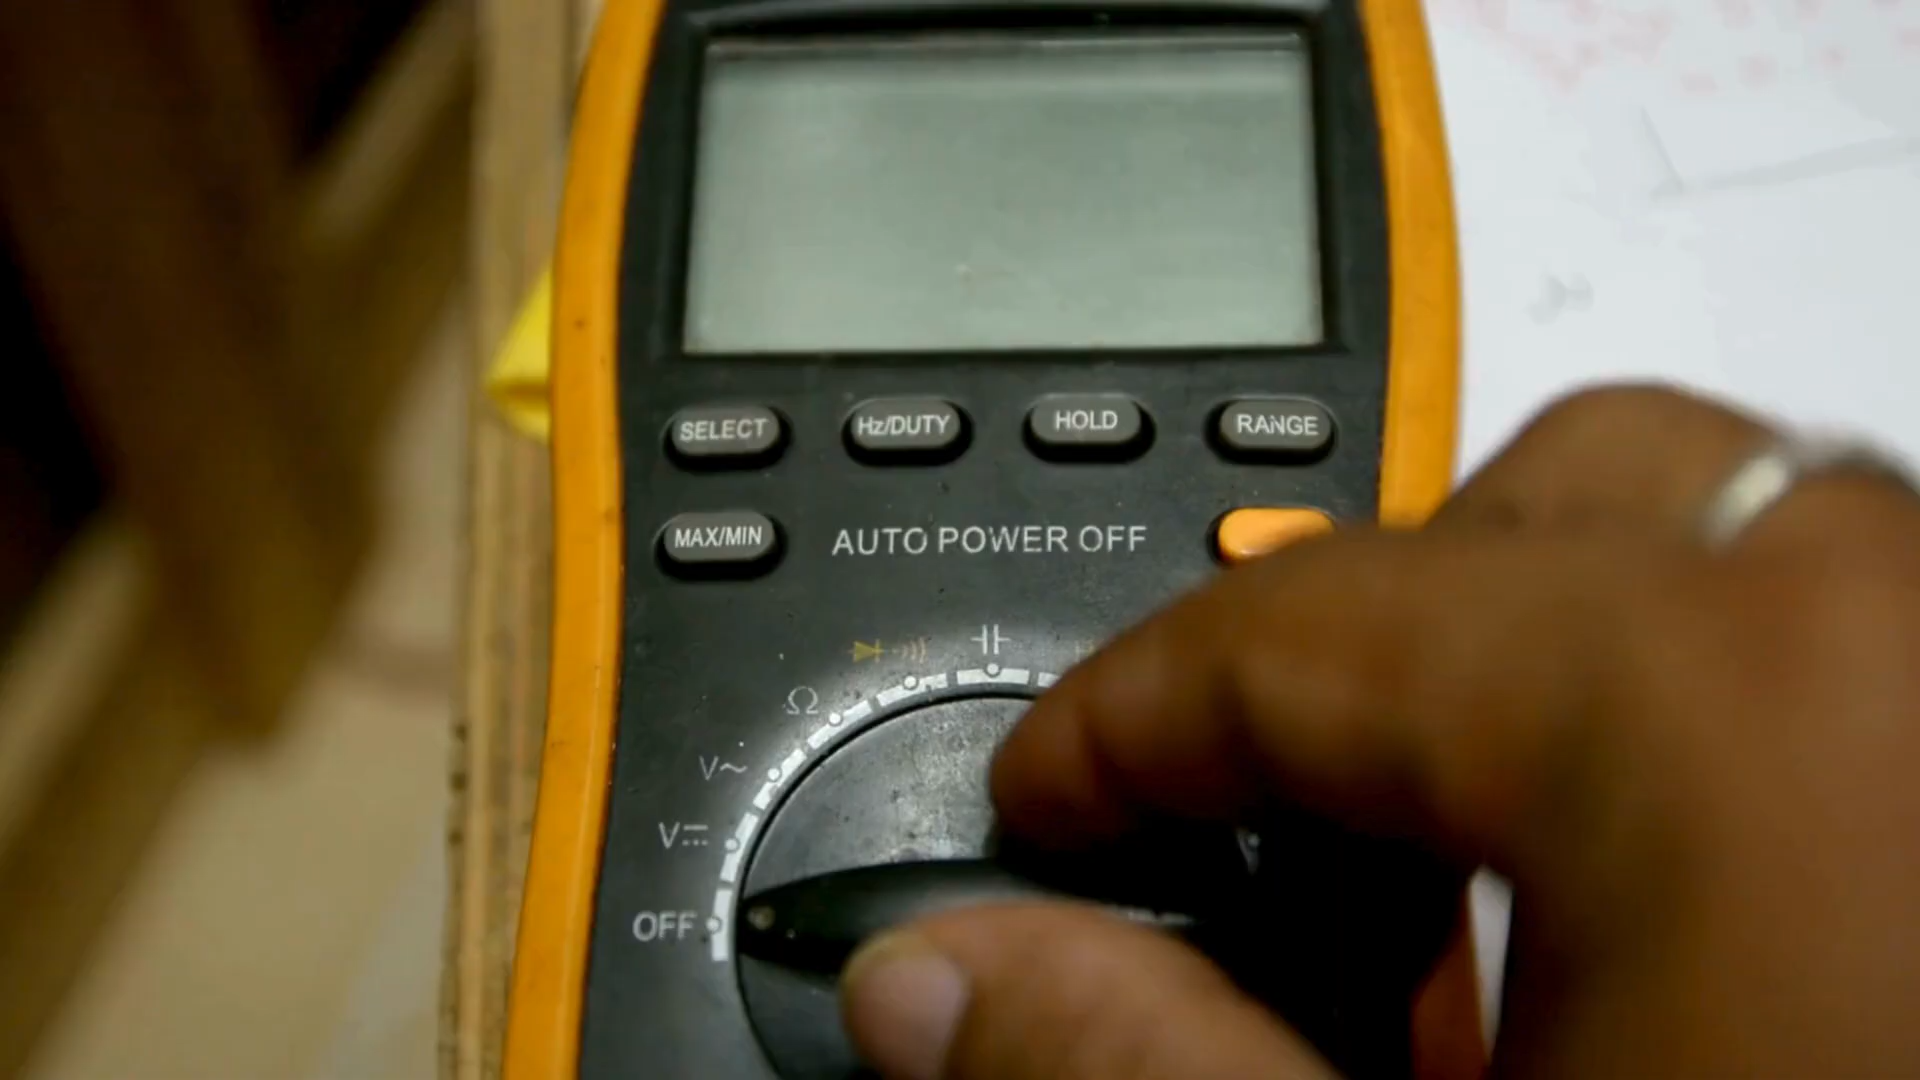 SELECT Hz/DUTY HOLD RANGE
MAX/MIN AUTO POWER OFF
Ω
V~
V⎓
OFF